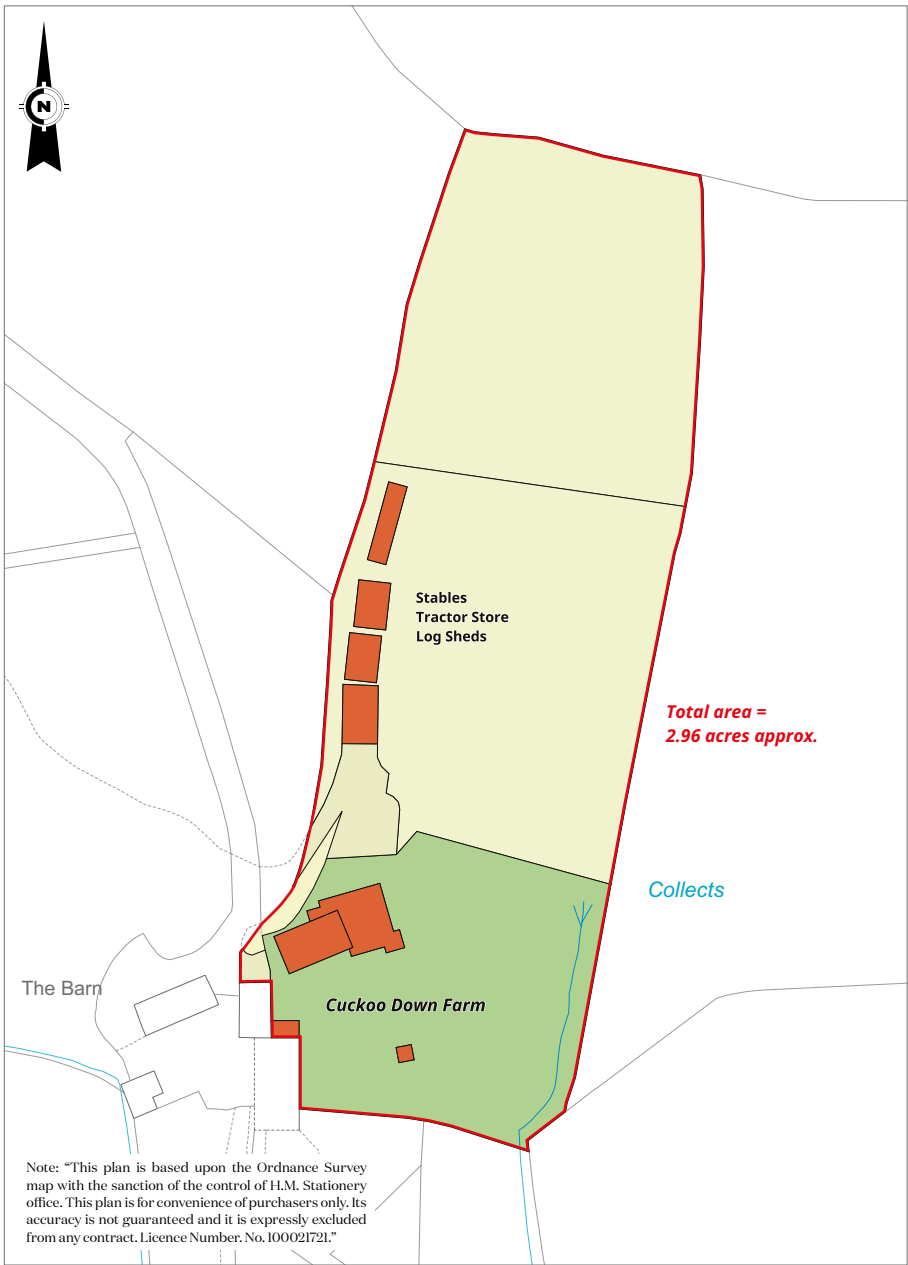 N
Stables
Tractor Store
Log Sheds
Total area =
2.96 acres approx.
Collects
The Barn
Cuckoo Down Farm
Note: “This plan is based upon the Ordnance Survey
map with the sanction of the control of H.M. Stationery
office. This plan is for convenience of purchasers only. Its
accuracy is not guaranteed and it is expressly excluded
from any contract. Licence Number. No. 100021721.”